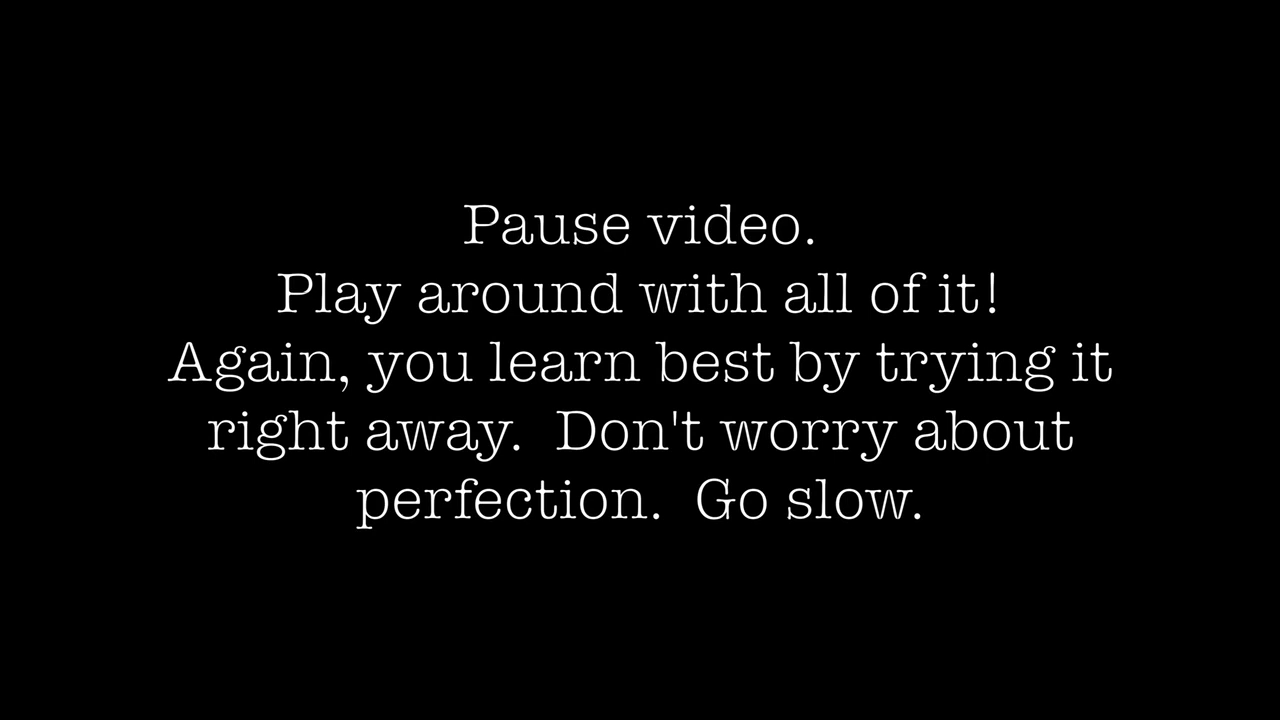 Pause video.
Play around with all of it!
Again, you learn best by trying it
right away.  Don't worry about
perfection.  Go slow.